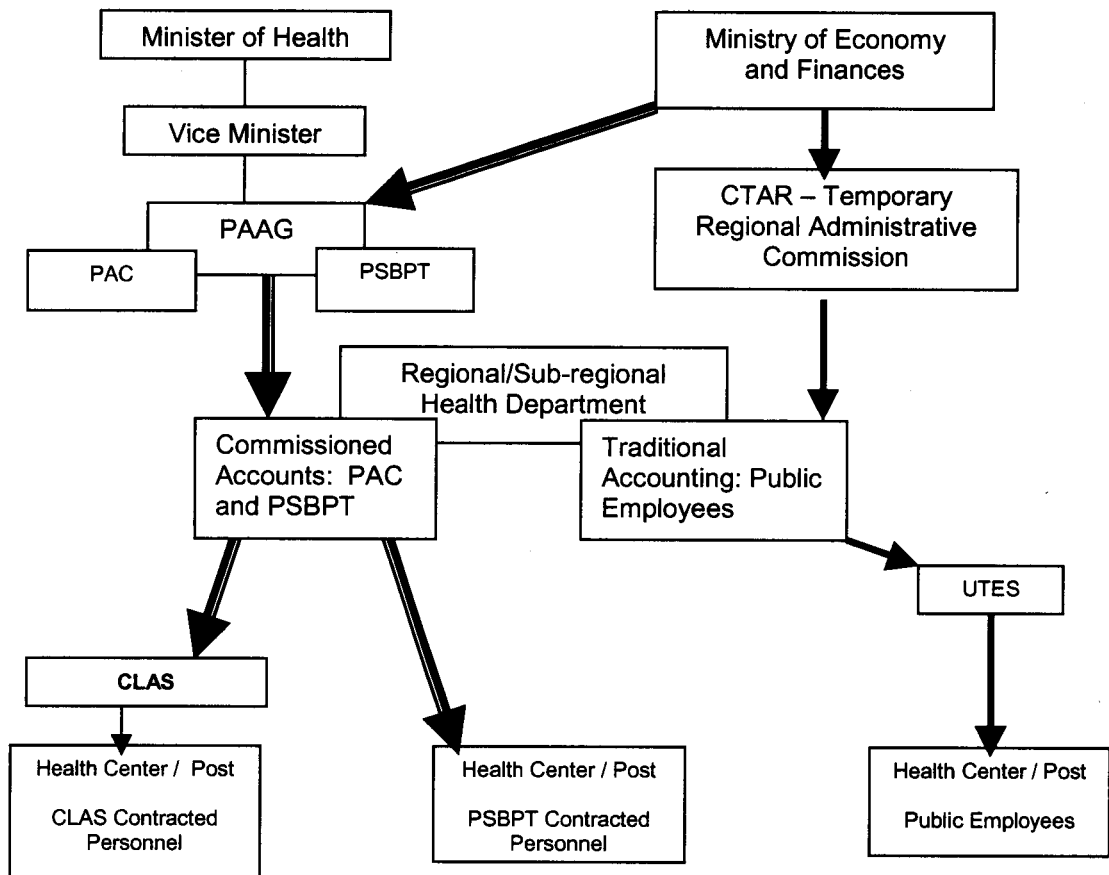 Minister of Health
Ministry of Economy
and Finances
Vice Minister
PAAG
PAC
PSBPT
CTAR – Temporary
Regional Administrative
Commission
Regional/Sub-regional
Health Department
Commissioned
Accounts: PAC
and PSBPT
Traditional
Accounting: Public
Employees
UTES
CLAS
Health Center / Post
CLAS Contracted
Personnel
Health Center / Post
PSBPT Contracted
Personnel
Health Center / Post
Public Employees